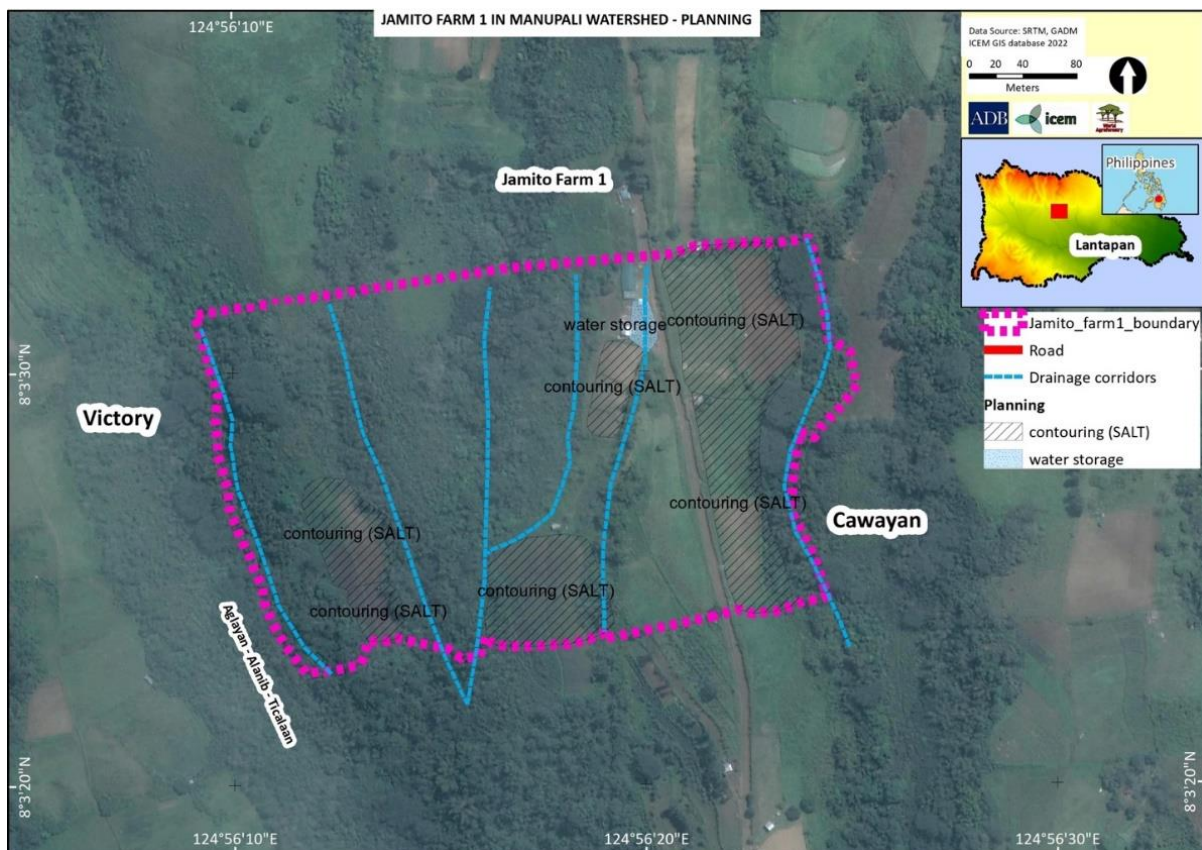 JAMITO FARM 1 IN MANUPALI WATERSHED - PLANNING
124°56'10"E
Data Source: SRTM, GADM
ICEM GIS database 2022
0 20 40 80
Meters
ADB
icem
World
Agroforestry
Philippines
Lantapan
Jamito_farm1_boundary
Road
Drainage corridors
Planning
contouring (SALT)
water storage
Jamito Farm 1
water storage
contouring (SALT)
contouring (SALT)
8°3'30"N
Victory
contouring (SALT)
Cawayan
contouring (SALT)
contouring (SALT)
contouring (SALT)
Aglayan - Alanib - Ticalaan
8°3'20"N
8°3'20"N
124°56'10"E
124°56'20"E
124°56'30"E